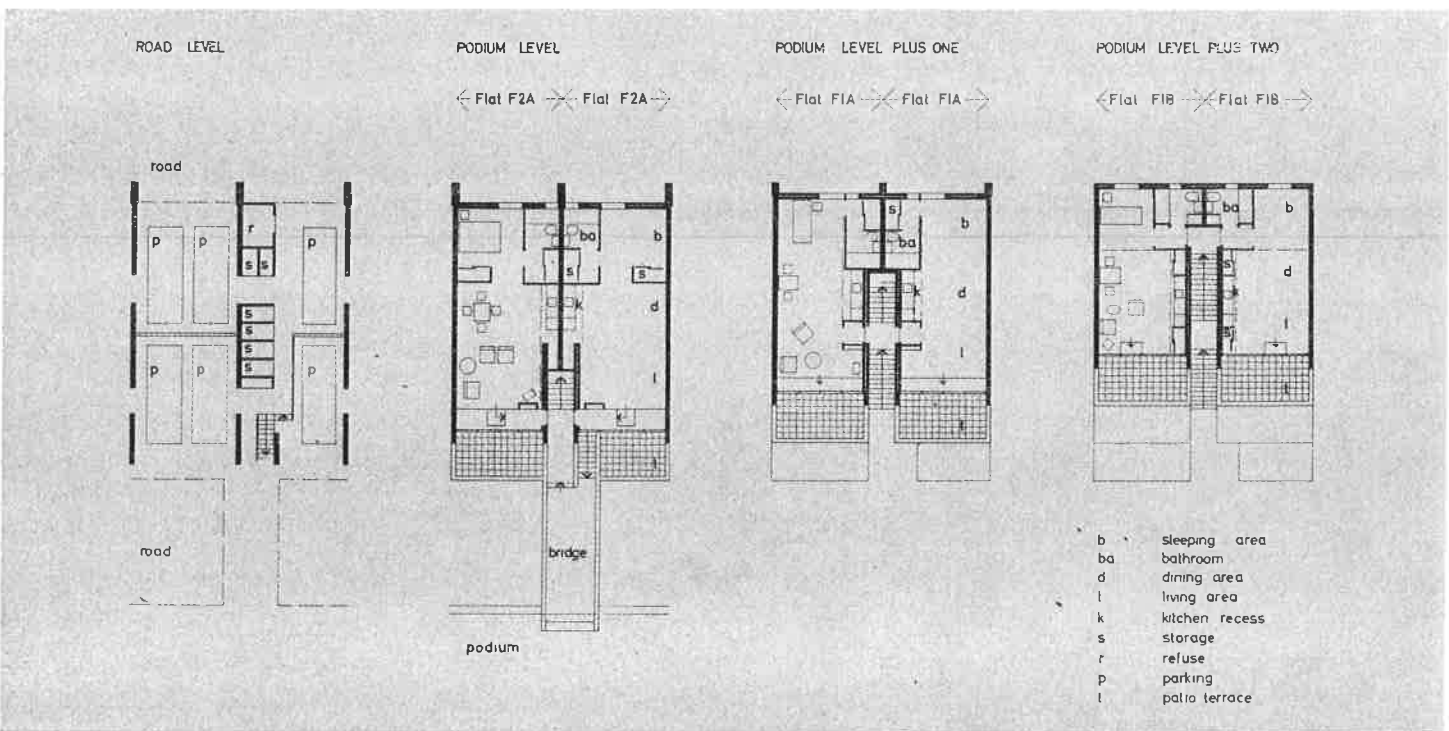 ROAD LEVEL
PODIUM LEVEL
PODIUM LEVEL PLUS ONE
PODIUM LEVEL PLUS TWO
Flat F2A
Flat F2A
Flat F1A
Flat F1A
Flat F1B
Flat F1B
road
p
p
p
r
s
s
s
s
s
s
p
p
p
road
ba
b
s
s
k
d
l
k
k
t
bridge
podium
s
b
ba
k
d
l
t
ba
b
s
d
k
l
s
t
b sleeping area
ba bathroom
d dining area
l living area
k kitchen recess
s storage
r refuse
p parking
t patio terrace